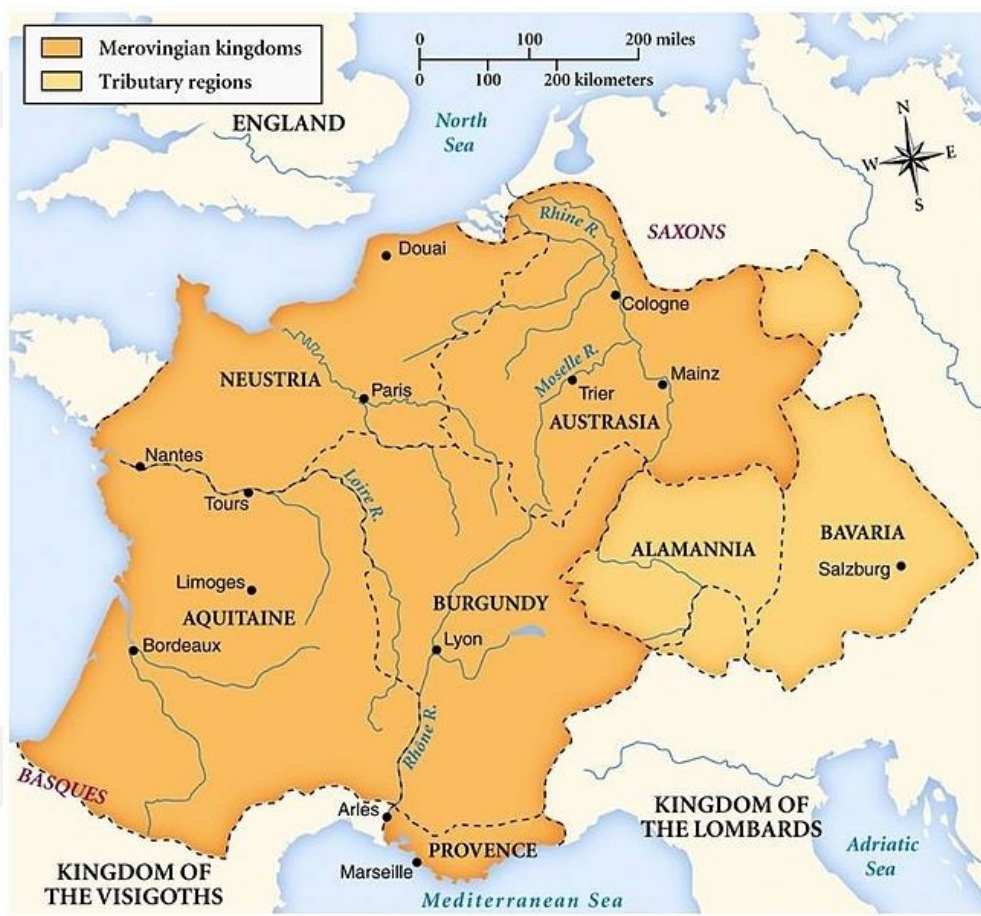 Merovingian kingdoms
Tributary regions
0 100 200 miles
0 100 200 kilometers
ENGLAND
North
Sea
N
W E
S
SAXONS
Rhine R.
Douai
Cologne
Moselle R.
Mainz
Trier
NEUSTRIA
Paris
AUSTRASIA
Nantes
Tours
Loire R.
ALAMANNIA
BAVARIA
Salzburg
Limoges
AQUITAINE
BURGUNDY
Bordeaux
Lyon
Rhône R.
BASQUES
Arles
KINGDOM OF
THE LOMBARDS
PROVENCE
Adriatic
Sea
KINGDOM OF
THE VISIGOTHS
Marseille
Mediterranean Sea